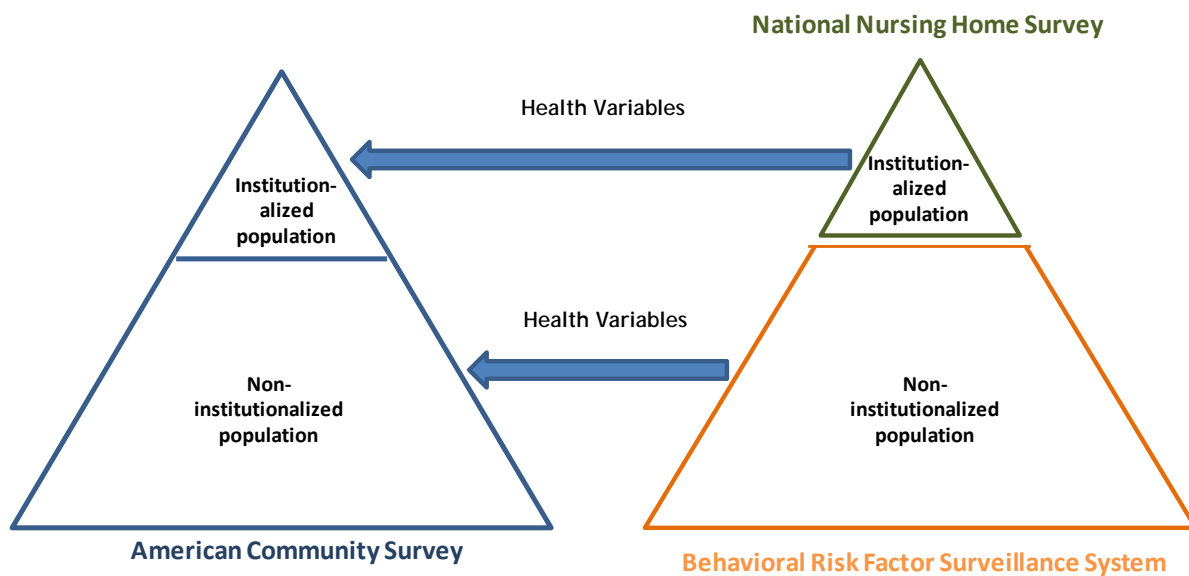 National Nursing Home Survey
Health Variables
Institution-
alized
population
Institution-
alized
population
Health Variables
Non-
institutionalized
population
Non-
institutionalized
population
American Community Survey
Behavioral Risk Factor Surveillance System